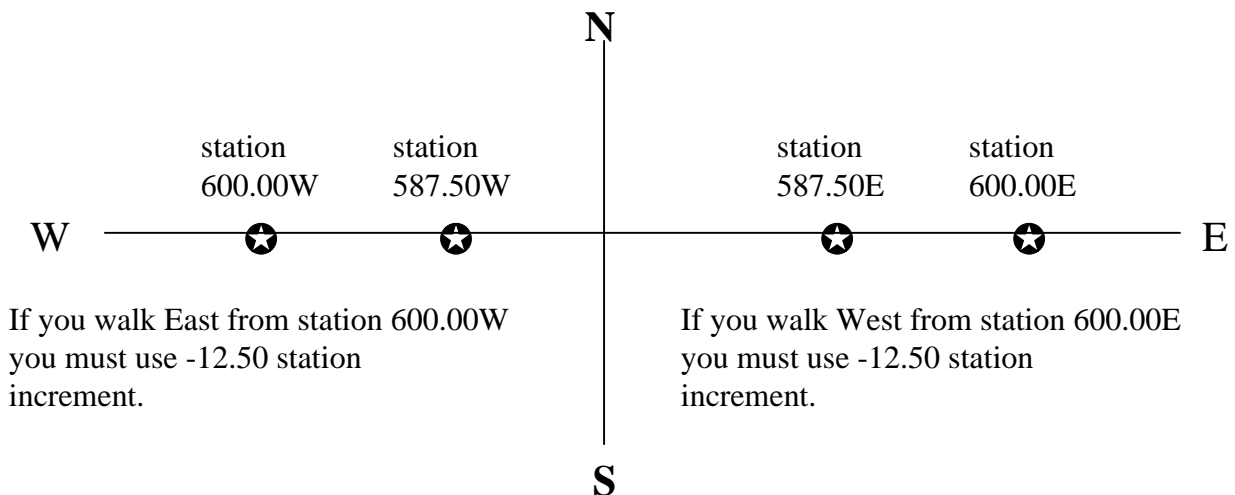 N
station
600.00W
station
587.50W
station
587.50E
station
600.00E
W
E
If you walk East from station 600.00W
you must use -12.50 station
increment.
If you walk West from station 600.00E
you must use -12.50 station
increment.
S